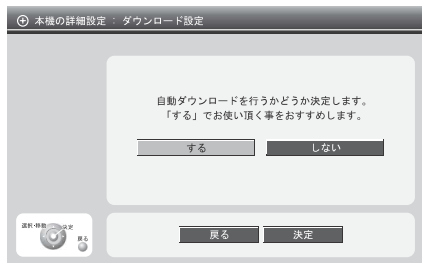 本機の詳細設定 : ダウンロード設定
自動ダウンロードを行うかどうか決定します。
「する」でお使い頂く事をおすすめします。
する
しない
選択・移動
決定
戻る
戻る
決定